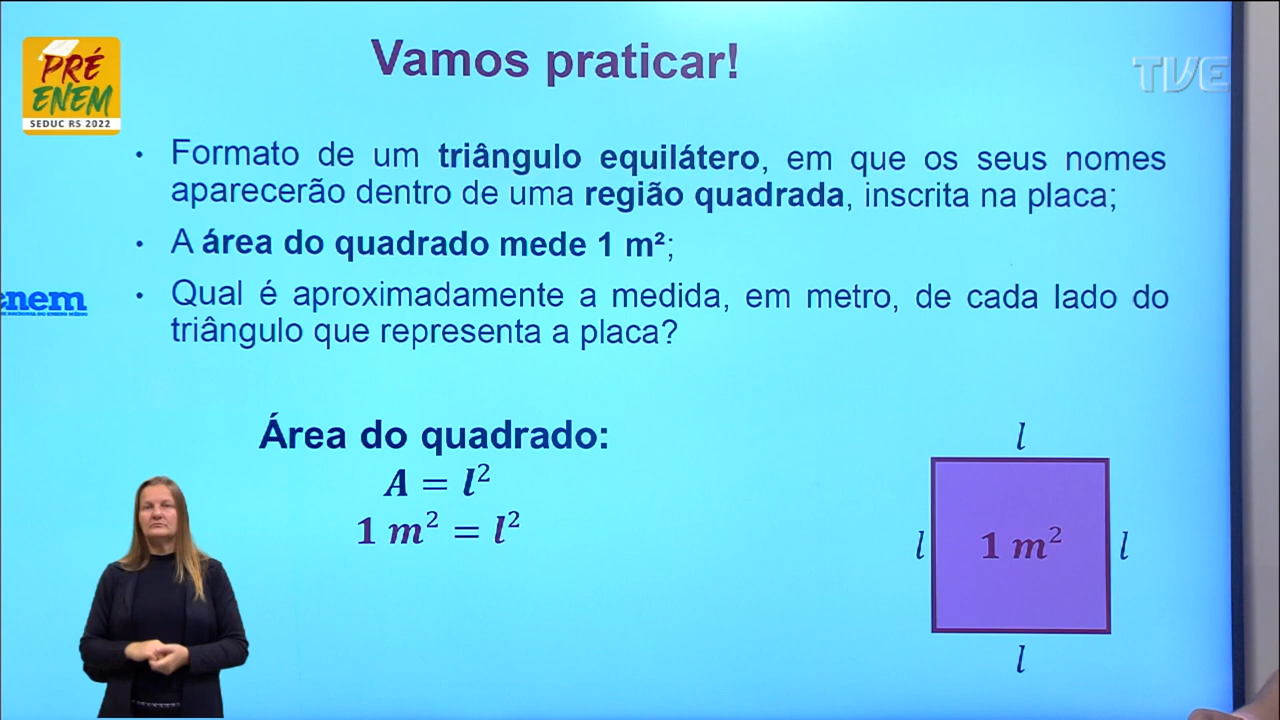 Vamos praticar!
TVE
PRÉ
ENEM
SEDUC RS 2022
• Formato de um triângulo equilátero, em que os seus nomes
aparecerão dentro de uma região quadrada, inscrita na placa;
• A área do quadrado mede 1 m²;
enem
• Qual é aproximadamente a medida, em metro, de cada lado do
triângulo que representa a placa?
Área do quadrado:
A = l²
1 m² = l²
l
l 1 m² l
l